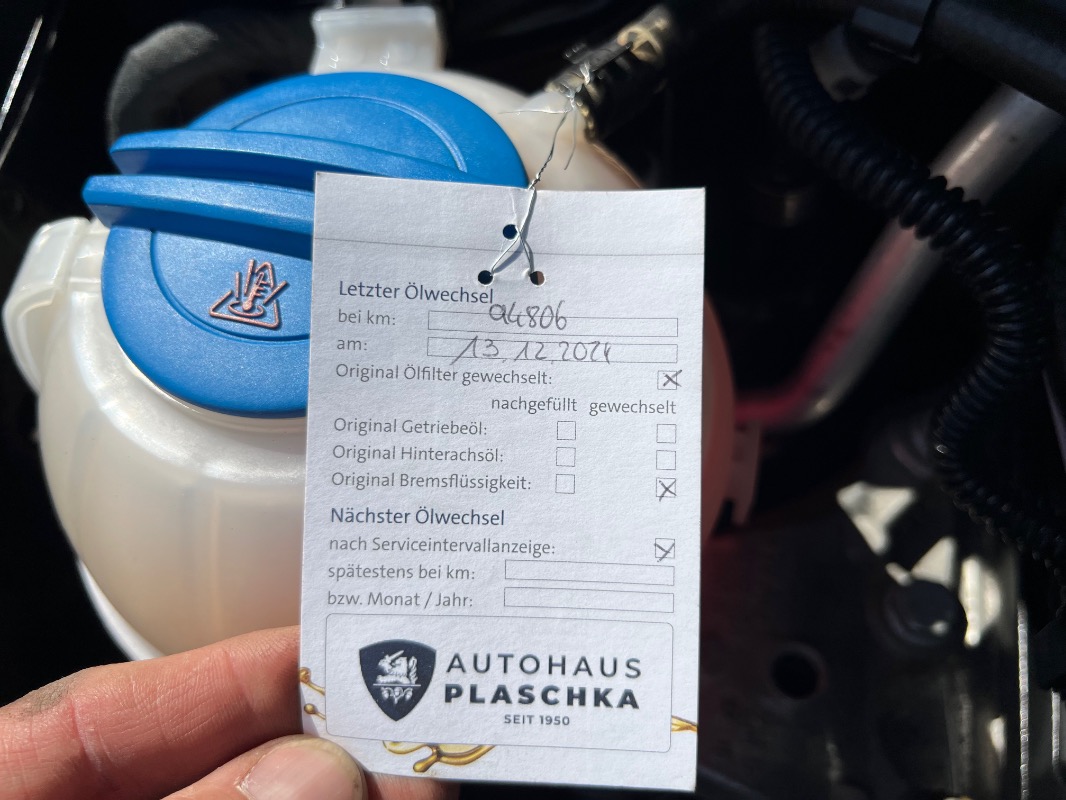 Letzter Ölwechsel
bei km: 94806
am: 13.12.2024
Original Ölfilter gewechselt:
nachgefüllt gewechselt
Original Getriebeöl:
Original Hinterachsöl:
Original Bremsflüssigkeit:
Nächster Ölwechsel
nach Serviceintervallanzeige:
spätestens bei km:
bzw. Monat / Jahr:
AUTOHAUS
PLASCHKA
SEIT 1950